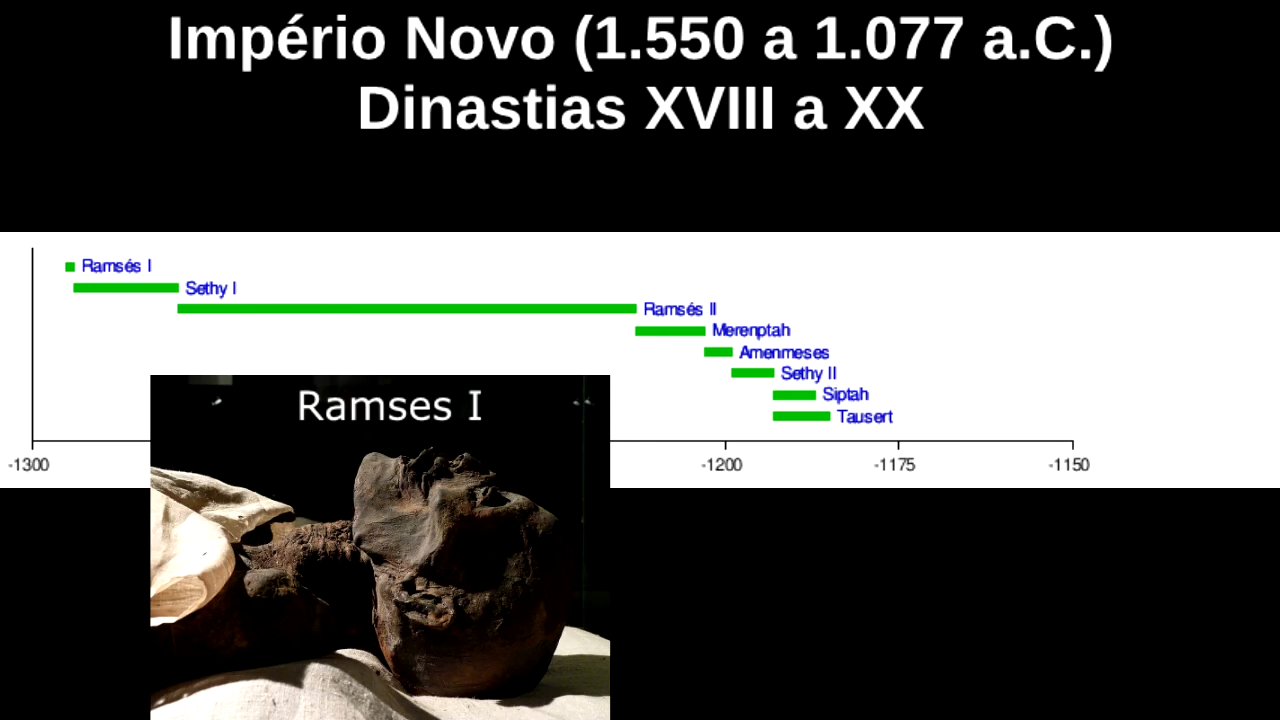 Império Novo (1.550 a 1.077 a.C.)
Dinastias XVIII a XX
Ramsés I
Sethy I
Ramsés II
Merenptah
Amenmeses
Sethy II
Siptah
Tausert
-1300
-1200
-1175
-1150
Ramses I